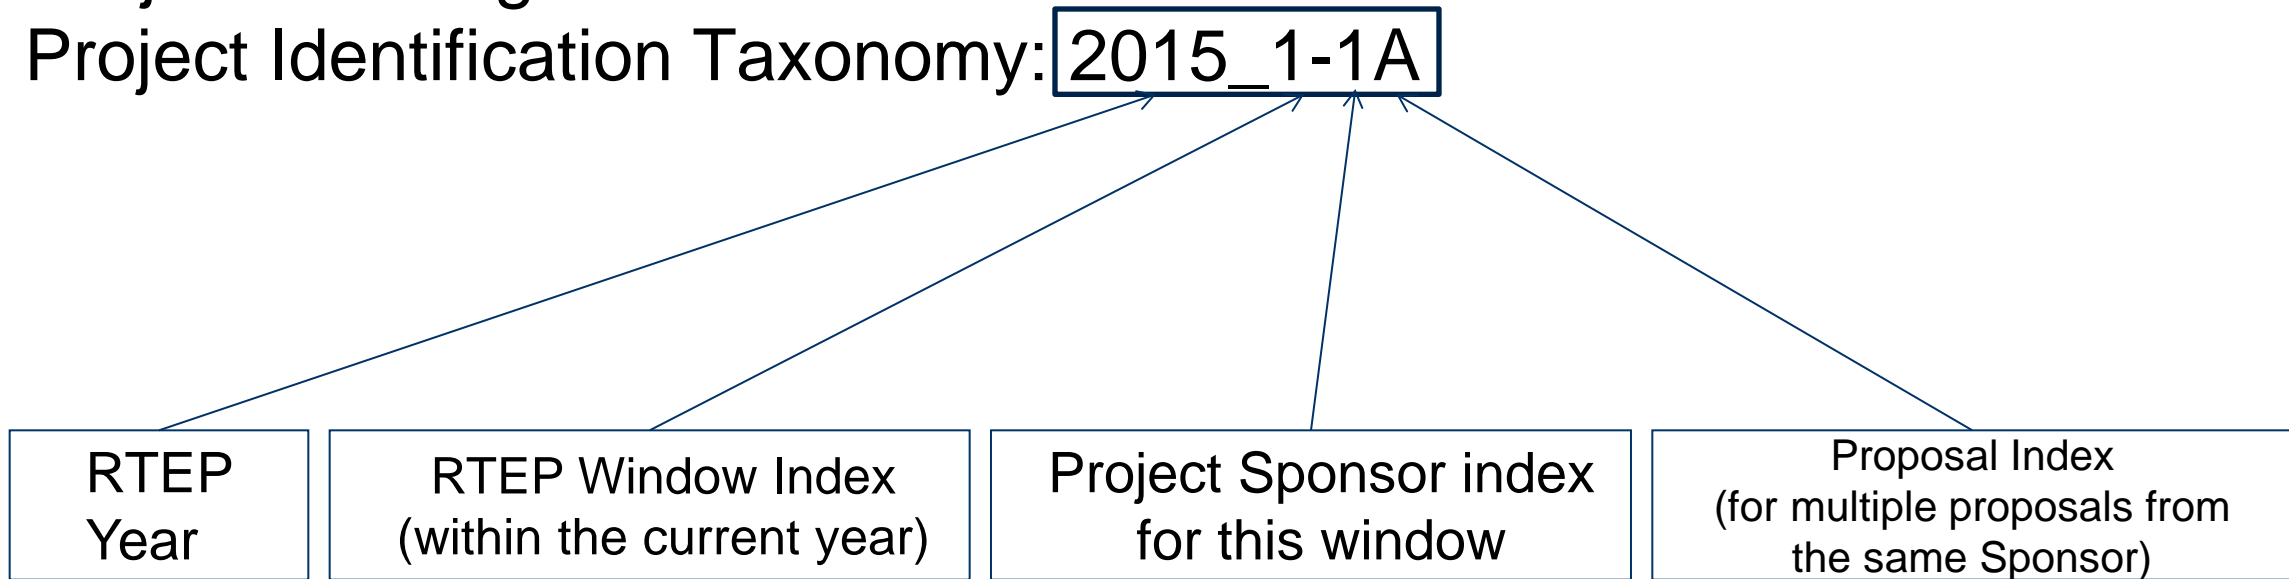 Project Identification Taxonomy: 2015_1-1A
RTEP
Year
RTEP Window Index
(within the current year)
Project Sponsor index
for this window
Proposal Index
(for multiple proposals from
the same Sponsor)